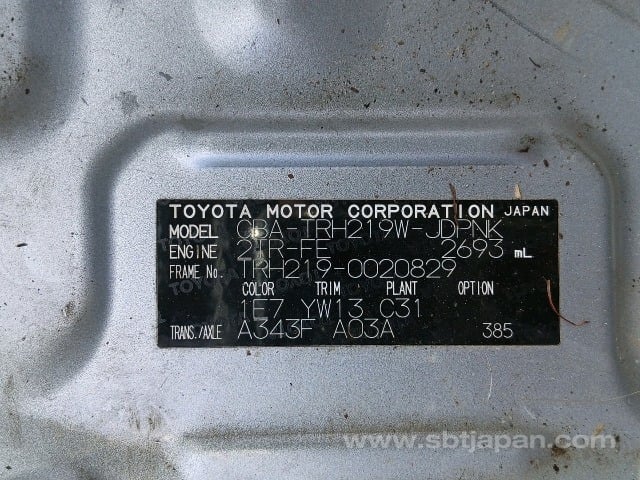 TOYOTA MOTOR CORPORATION JAPAN
MODEL CBA-TRH219W-JDPNK
ENGINE 2TR-FE 2693 mL
FRAME No. TRH219-0020829
COLOR TRIM PLANT OPTION
1E7 YW13 C31
TRANS./AXLE A343F A03A 385
www.sbtjapan.com